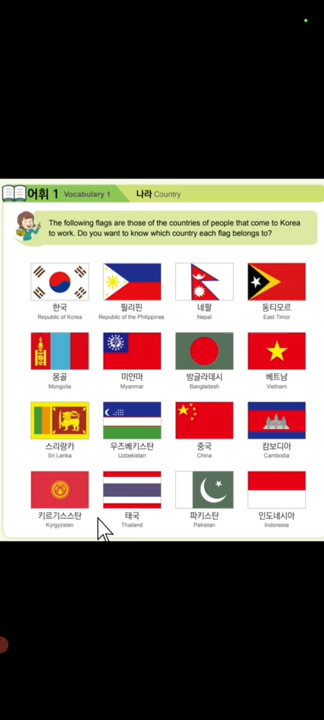 어휘 1 Vocabulary 1 나라 Country
The following flags are those of the countries of people that come to Korea
to work. Do you want to know which country each flag belongs to?
한국 필리핀 네팔 동티모르
Republic of Korea Republic of the Philippines Nepal East Timor
몽골 미얀마 방글라데시 베트남
Mongolia Myanmar Bangladesh Vietnam
스리랑카 우즈베키스탄 중국 캄보디아
Sri Lanka Uzbekistan China Cambodia
키르기스스탄 태국 파키스탄 인도네시아
Kyrgyostan Thailand Pakistan Indonesia